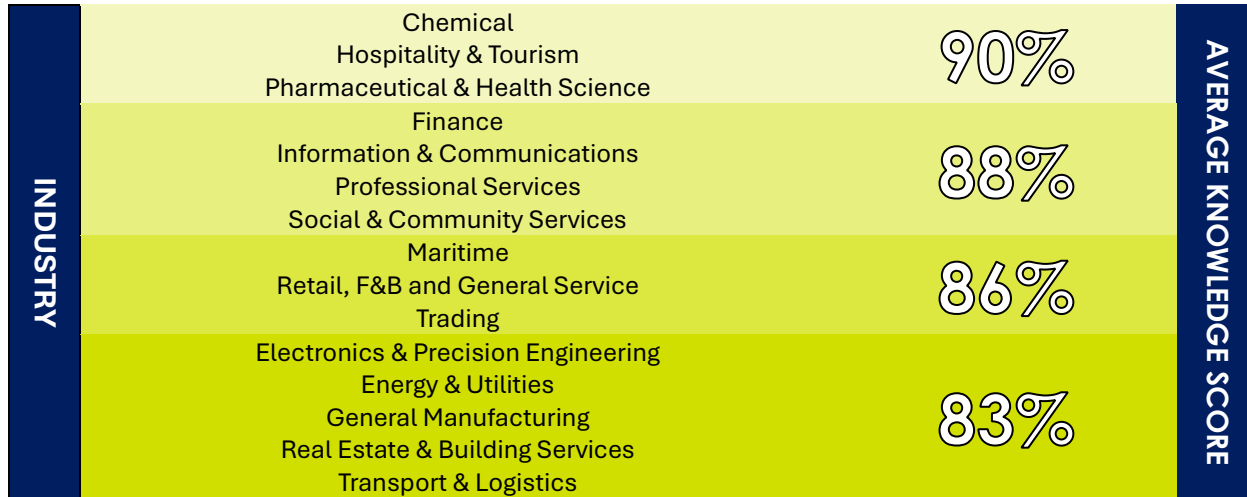 INDUSTRY
Chemical
Hospitality & Tourism
Pharmaceutical & Health Science
90%
Finance
Information & Communications
Professional Services
Social & Community Services
88%
Maritime
Retail, F&B and General Service
Trading
86%
Electronics & Precision Engineering
Energy & Utilities
General Manufacturing
Real Estate & Building Services
Transport & Logistics
83%
AVERAGE KNOWLEDGE SCORE